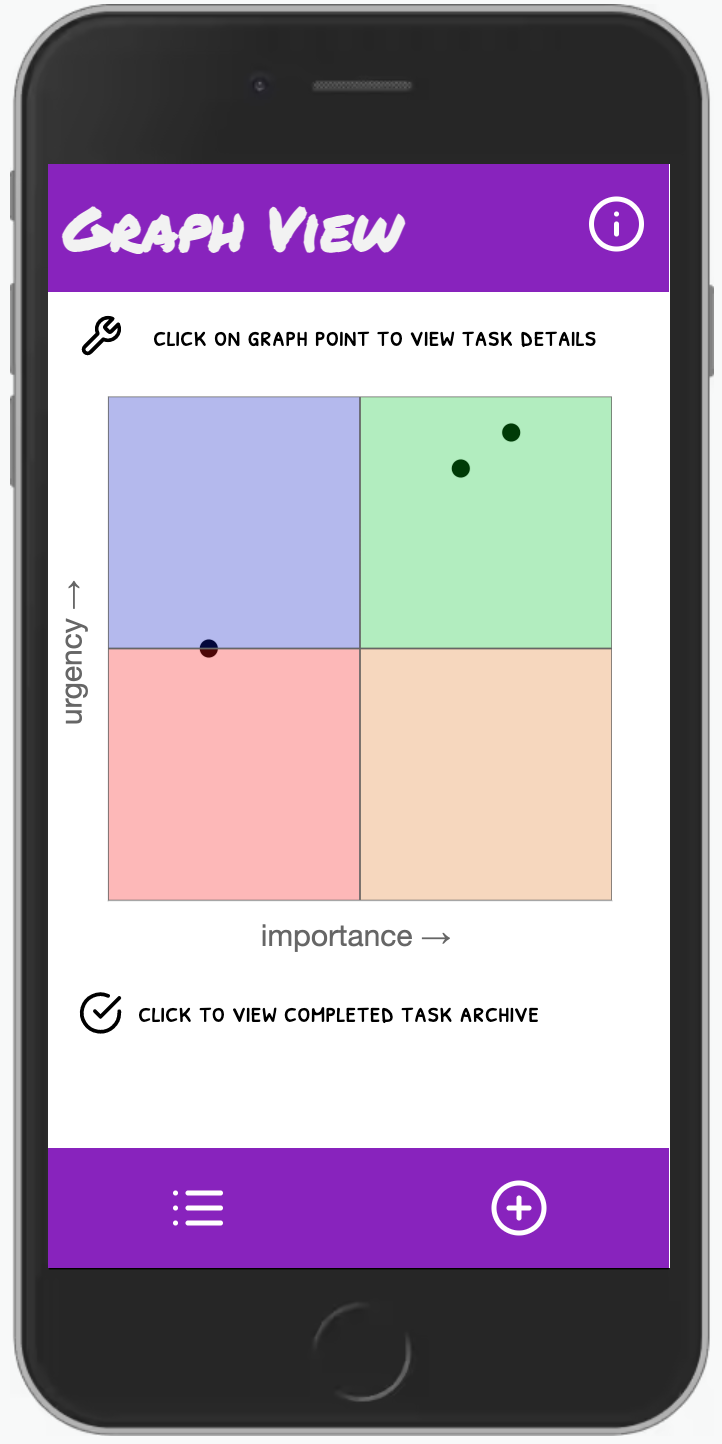 GRAPH VIEW
CLICK ON GRAPH POINT TO VIEW TASK DETAILS
urgency →
importance →
CLICK TO VIEW COMPLETED TASK ARCHIVE